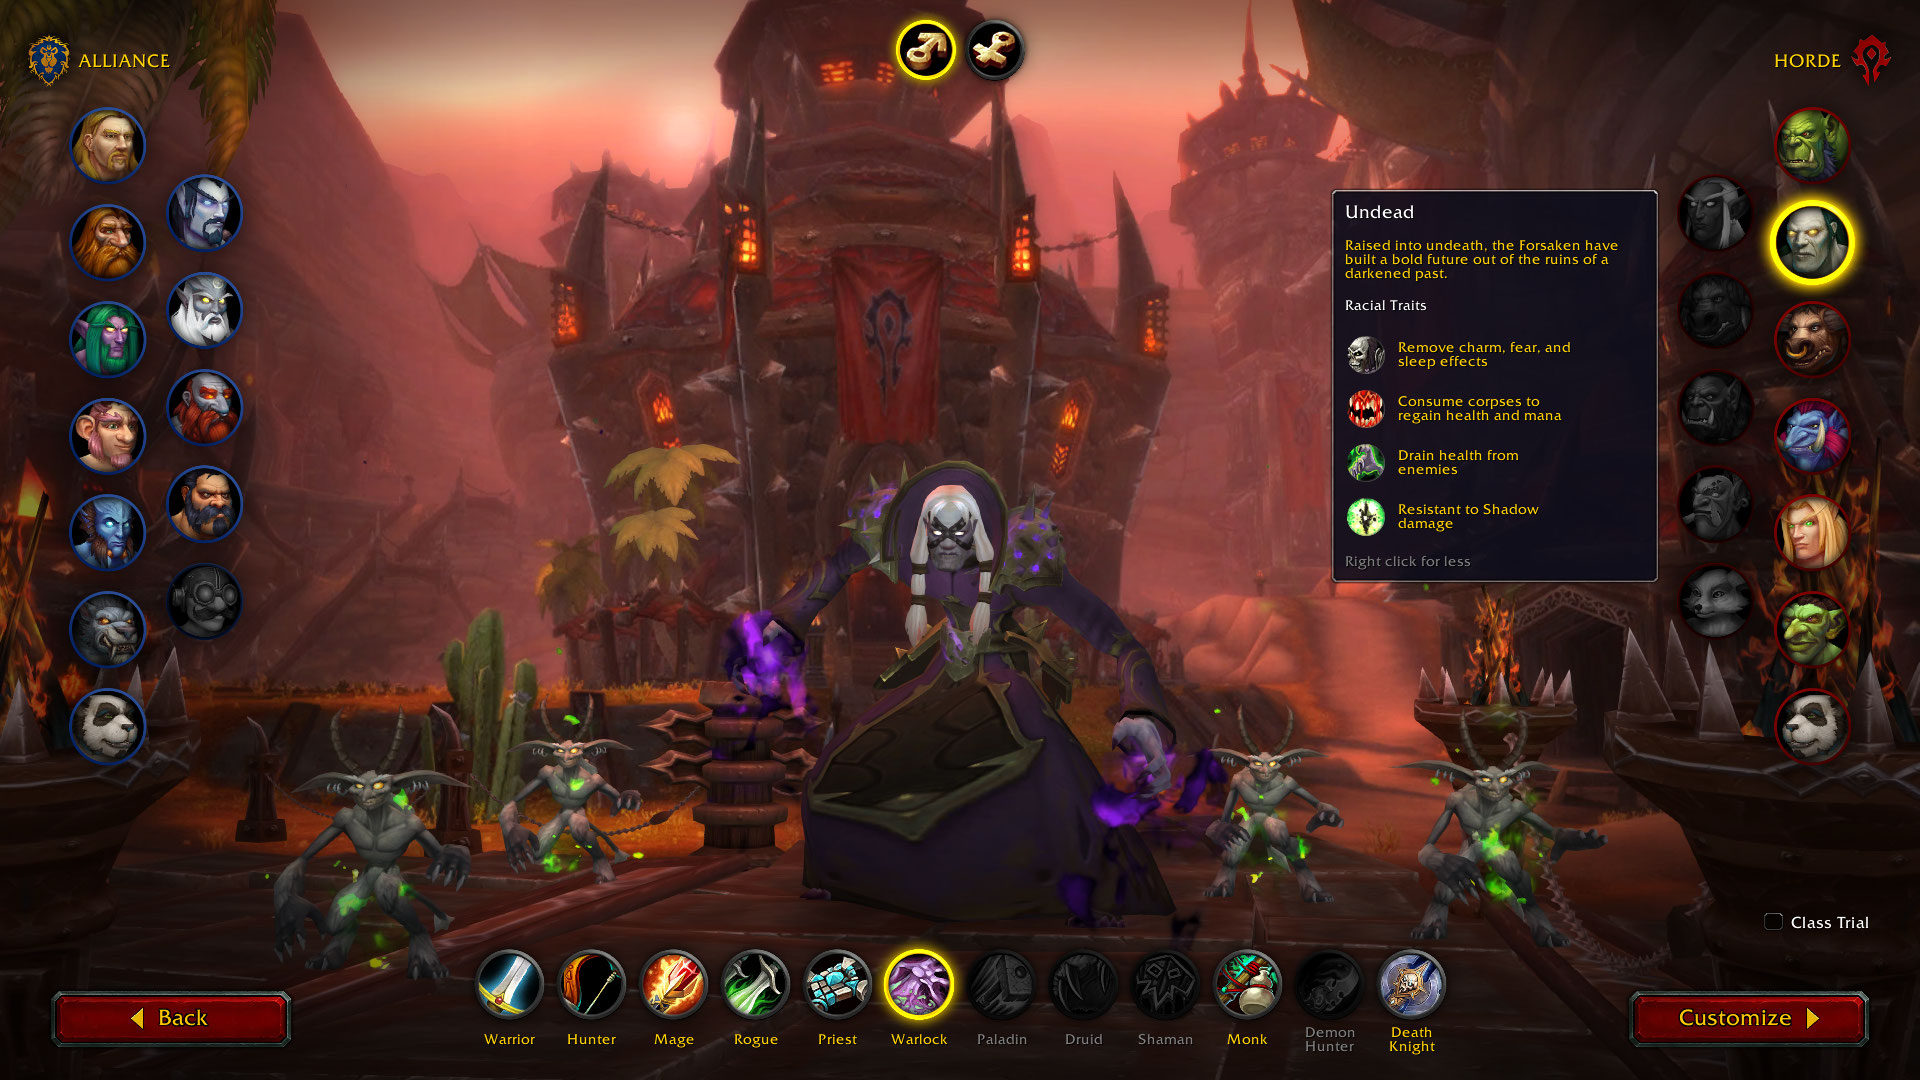 ALLIANCE
HORDE
Undead
Raised into undeath, the Forsaken have
built a bold future out of the ruins of a
darkened past.
Racial Traits
Remove charm, fear, and
sleep effects
Consume corpses to
regain health and mana
Drain health from
enemies
Resistant to Shadow
damage
Right click for less
Class Trial
Warrior
Hunter
Mage
Rogue
Priest
Warlock
Paladin
Druid
Shaman
Monk
Demon
Hunter
Death
Knight
Back
Customize